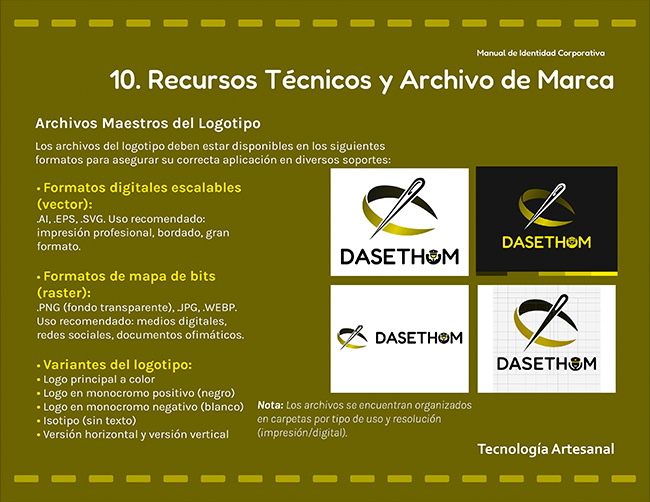 Manual de Identidad Corporativa
10. Recursos Técnicos y Archivo de Marca
Archivos Maestros del Logotipo
Los archivos del logotipo deben estar disponibles en los siguientes
formatos para asegurar su correcta aplicación en diversos soportes:
• Formatos digitales escalables
(vector):
.AI, .EPS, .SVG. Uso recomendado:
impresión profesional, bordado, gran
formato.
• Formatos de mapa de bits
(raster):
.PNG (fondo transparente), .JPG, .WEBP.
Uso recomendado: medios digitales,
redes sociales, documentos ofimáticos.
• Variantes del logotipo:
• Logo principal a color
• Logo en monocromo positivo (negro)
• Logo en monocromo negativo (blanco)
• Isotipo (sin texto)
• Versión horizontal y versión vertical
DASETHOM
DASETHOM
DASETHOM
DASETHOM
Nota: Los archivos se encuentran organizados
en carpetas por tipo de uso y resolución
(impresión/digital).
Tecnología Artesanal